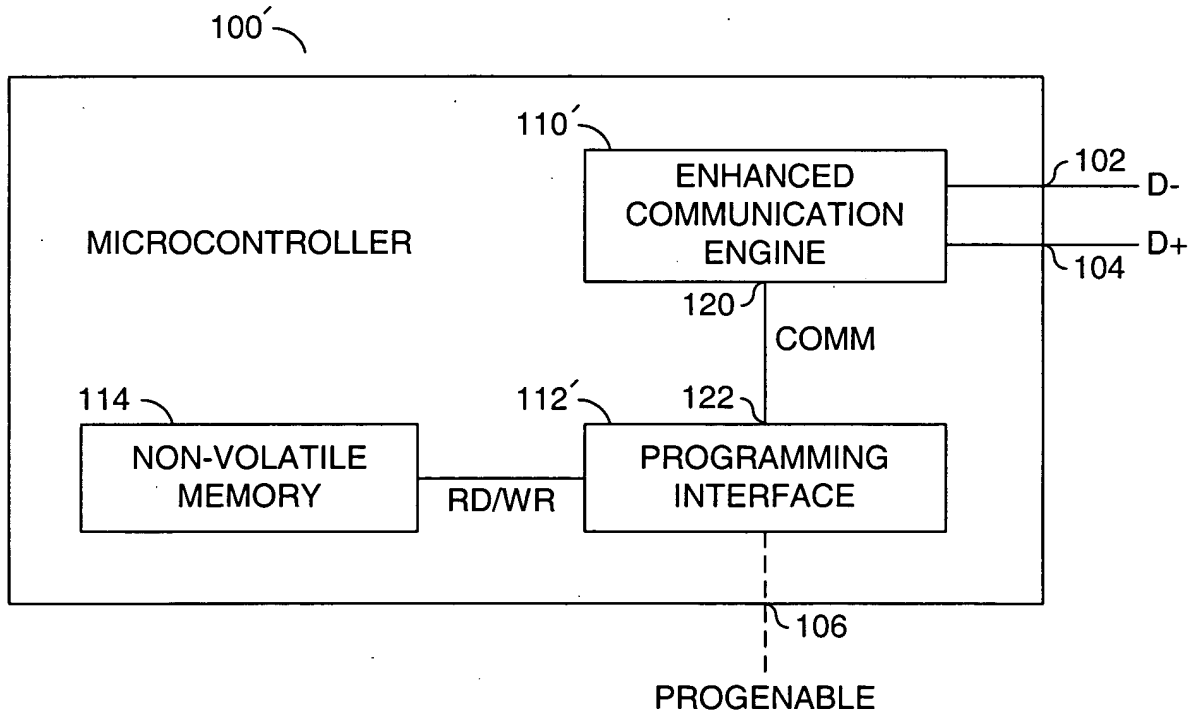 100′
110′
ENHANCED
COMMUNICATION
ENGINE
102
D-
D+
104
MICROCONTROLLER
120
COMM
114
112′
122
NON-VOLATILE
MEMORY
RD/WR
PROGRAMMING
INTERFACE
106
PROGENABLE